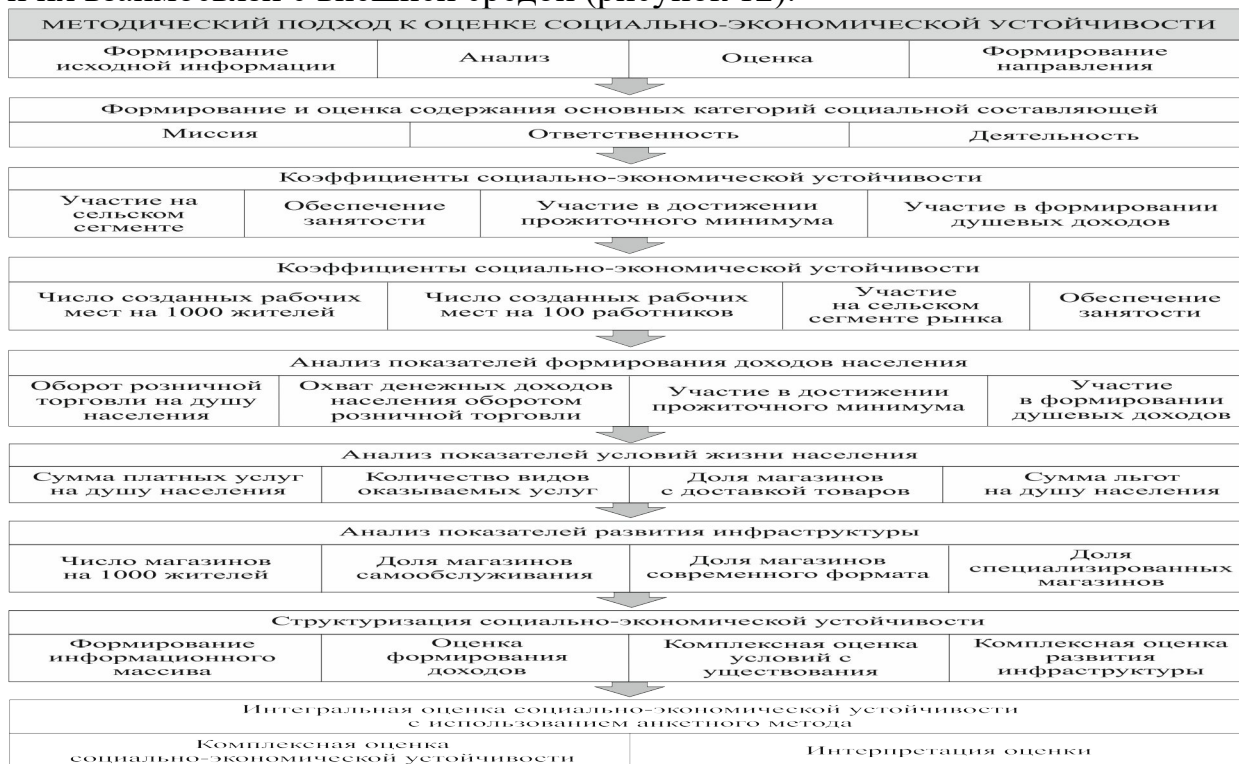 и их с внешней средой (рисунок 12).
МЕТОДИЧЕСКИЙ ПОДХОД К ОЦЕНКЕ СОЦИАЛЬНО-ЭКОНОМИЧЕСКОЙ УСТОЙЧИВОСТИ
Формирование
исходной информации
Анализ
Оценка
Формирование
направления
Формирование и оценка содержания основных категорий социальной составляющей
Миссия
Ответственность
Деятельность
Коэффициенты социально-экономической устойчивости
Участие на
сельском
сегменте
Обеспечение
занятости
Участие в достижении
прожиточного минимума
Участие в формировании
душевых доходов
Коэффициенты социально-экономической устойчивости
Число созданных рабочих
мест на 1000 жителей
Число созданных рабочих
мест на 100 работников
Участие
на сельском
сегменте рынка
Обеспечение
занятости
Анализ показателей формирования доходов населения
Оборот розничной
торговли на душу
населения
Охват денежных доходов
населения оборотом
розничной торговли
Участие в достижении
прожиточного минимума
Участие
в формировании
душевых доходов
Анализ показателей условий жизни населения
Сумма платных услуг
на душу населения
Количество видов
оказываемых услуг
Доля магазинов
с доставкой товаров
Сумма льгот
на душу населения
Анализ показателей развития инфраструктуры
Число магазинов
на 1000 жителей
Доля магазинов
самообслуживания
Доля магазинов
современного формата
Доля
специализированных
магазинов
Структуризация социально-экономической устойчивости
Формирование
информационного
массива
Оценка
формирования
доходов
Комплексная оценка
условий с
уществования
Комплексная оценка
развития
инфраструктуры
Интегральная оценка социально-экономической устойчивости
с использованием анкетного метода
Комплексная оценка
социально-экономической устойчивости
Интерпретация оценки